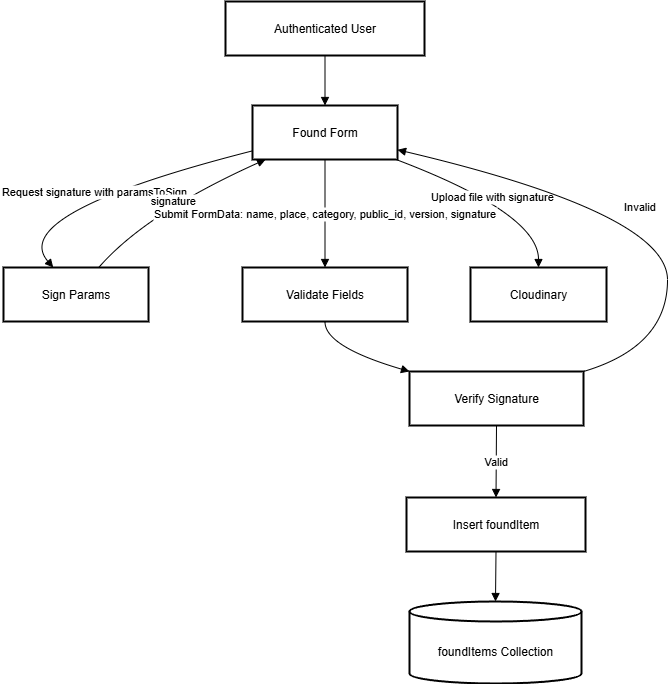 Authenticated User
Found Form
Request signature with paramsToSign
signature
Upload file with signature
Submit FormData: name, place, category, public_id, version, signature
Invalid
Sign Params
Validate Fields
Cloudinary
Verify Signature
Valid
Insert foundItem
foundItems Collection